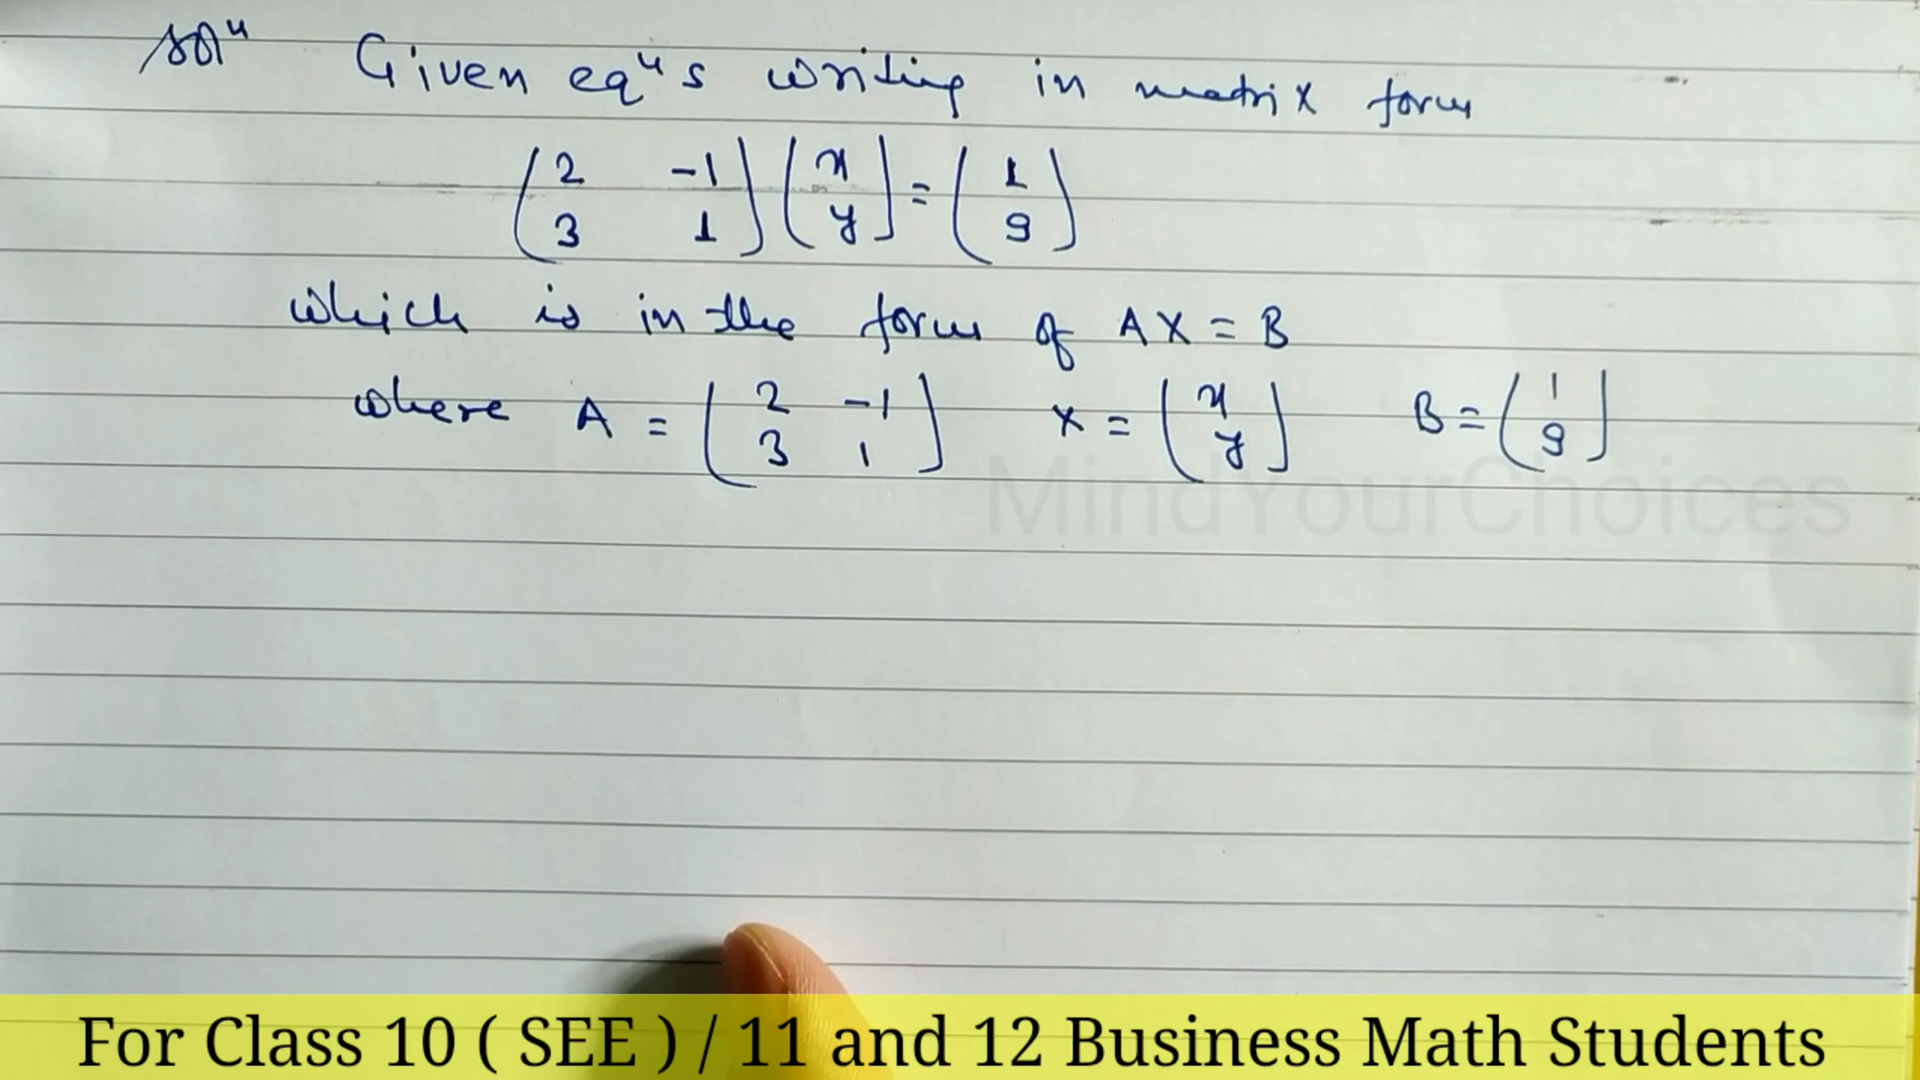 Solⁿ Given eqⁿs writing in matrix form
(2 -1) (x) = (1)
(3 1) (y) (9)
which is in the form of AX = B
where A = (2 -1) X = (x) B = (1)
(3 1) (y) (9)
MindYourChoices
For Class 10 ( SEE ) / 11 and 12 Business Math Students